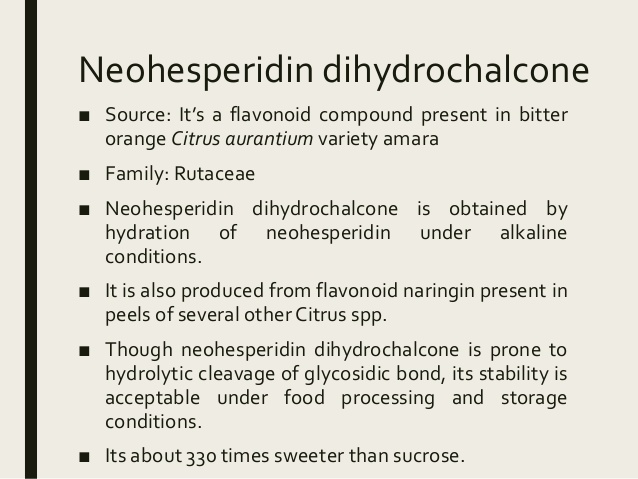 Neohesperidin dihydrochalcone
■ Source: It's a flavonoid compound present in bitter
orange Citrus aurantium variety amara
■ Family: Rutaceae
■ Neohesperidin dihydrochalcone is obtained by
hydration of neohesperidin under alkaline
conditions.
■ It is also produced from flavonoid naringin present in
peels of several other Citrus spp.
■ Though neohesperidin dihydrochalcone is prone to
hydrolytic cleavage of glycosidic bond, its stability is
acceptable under food processing and storage
conditions.
■ Its about 330 times sweeter than sucrose.